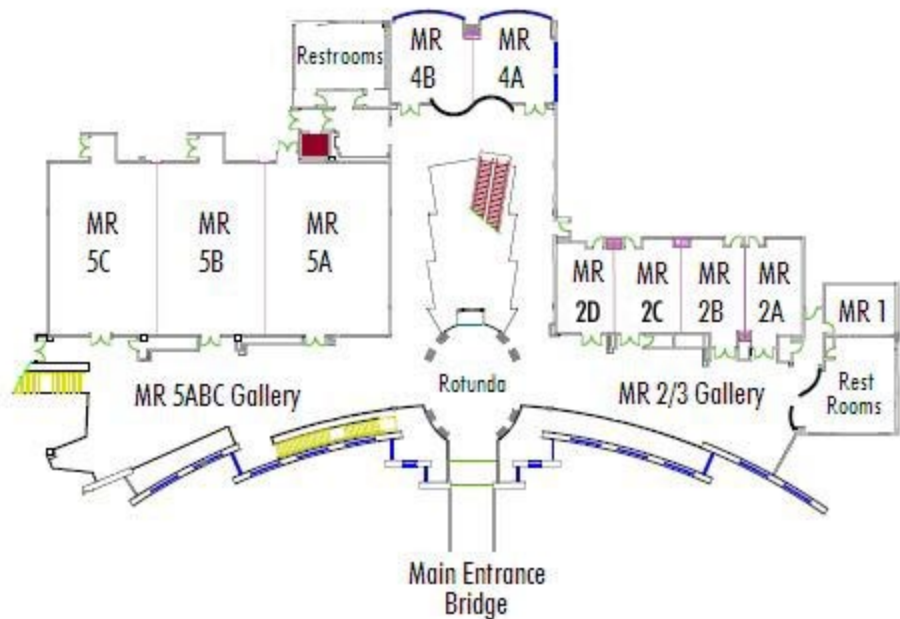 Restrooms
MR
4B
MR
4A
MR
5C
MR
5B
MR
5A
MR
2D
MR
2C
MR
2B
MR
2A
MR 1
MR 5ABC Gallery
Rotunda
MR 2/3 Gallery
Rest
Rooms
Main Entrance
Bridge